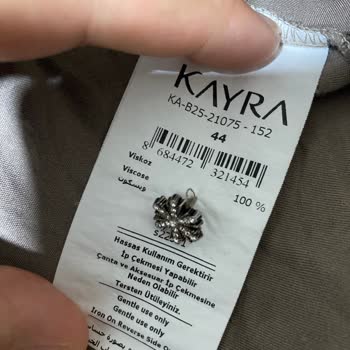 KAYRA
KA-B25-21075 - 152
44
8 684472 321454
Viskoz
Viscose
ويسكون
100 %
Hassas Kullanım Gerektirir
İp Çekmesi Yapabilir
Çanta ve Aksesuar İp Çekmesine
Neden Olabilir
Tersten Ütüleyiniz.
Gentle use only
Gentle use only
Iron On Reverse Side O